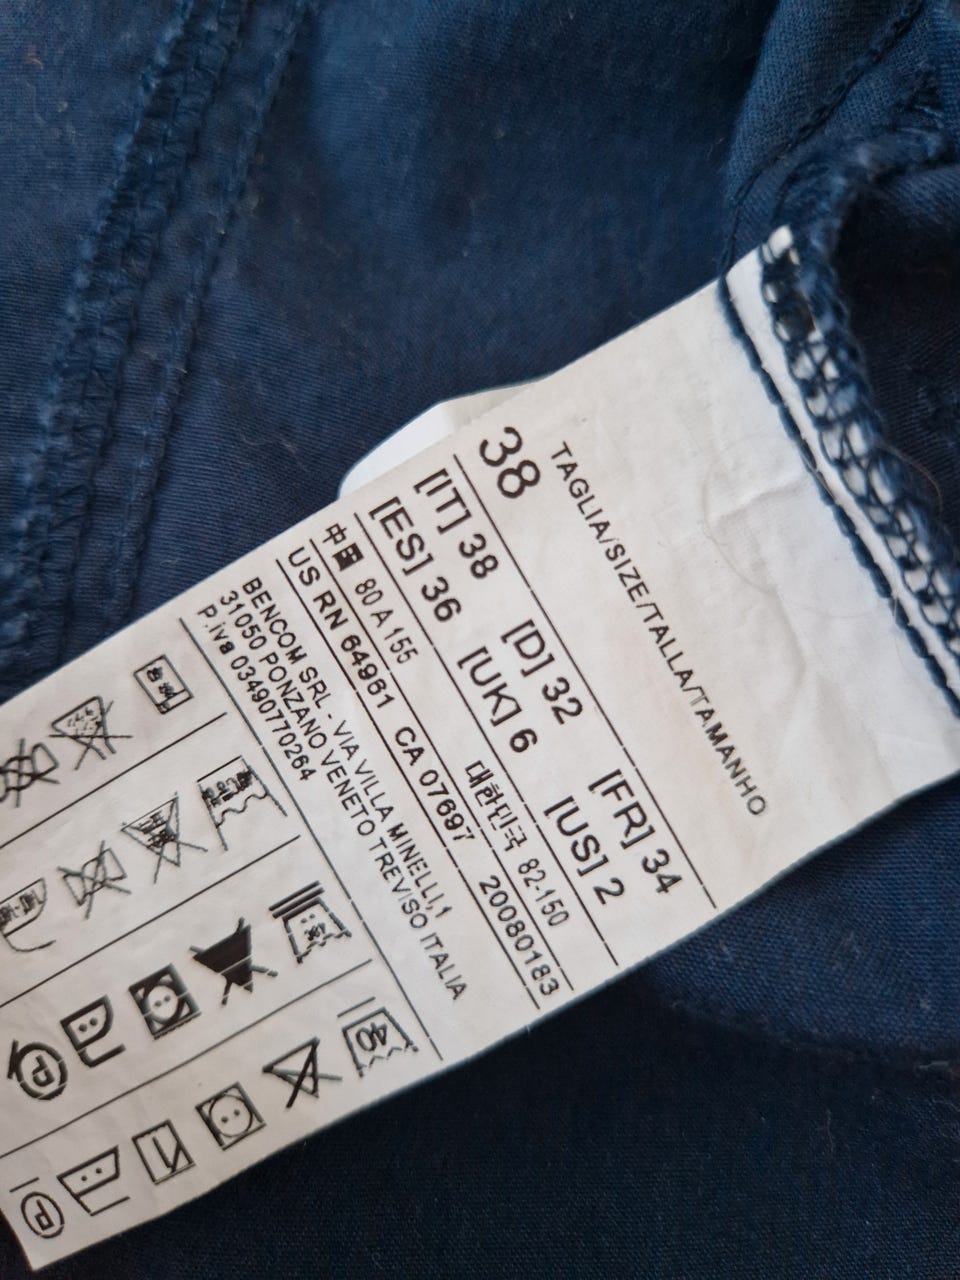 TAGLIA/SIZE/TALLA/TAMANHO
38
[IT] 38 [D] 32 [FR] 34
[ES] 36 [UK] 6 [US] 2
中国 80 A 155 대한민국 82-150
US RN 64961 CA 07697 20080183
BENCOM SRL - VIA VILLA MINELLI,1
31050 PONZANO VENETO TREVISO ITALIA
P.iva 03490770264
P
P